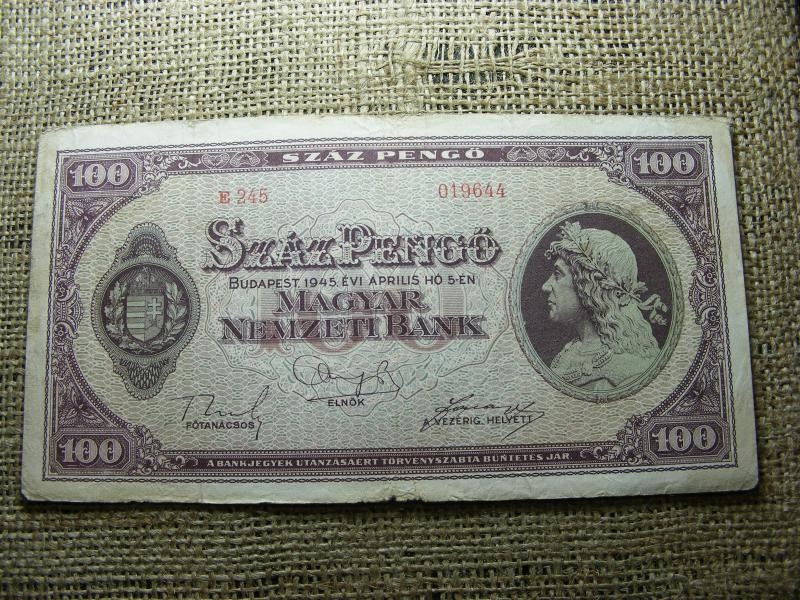 100 SZÁZ PENGŐ 100
E 245 019644
SZÁZ PENGŐ
BUDAPEST, 1945. ÉVI ÁPRILIS HÓ 5-ÉN
MAGYAR
NEMZETI BANK
ELNÖK
FŐTANÁCSOS
A VEZÉRIG. HELYETT
100 100
A BANKJEGYEK UTÁNZÁSÁÉRT TÖRVÉNYSZABTA BÜNTETÉS JÁR.